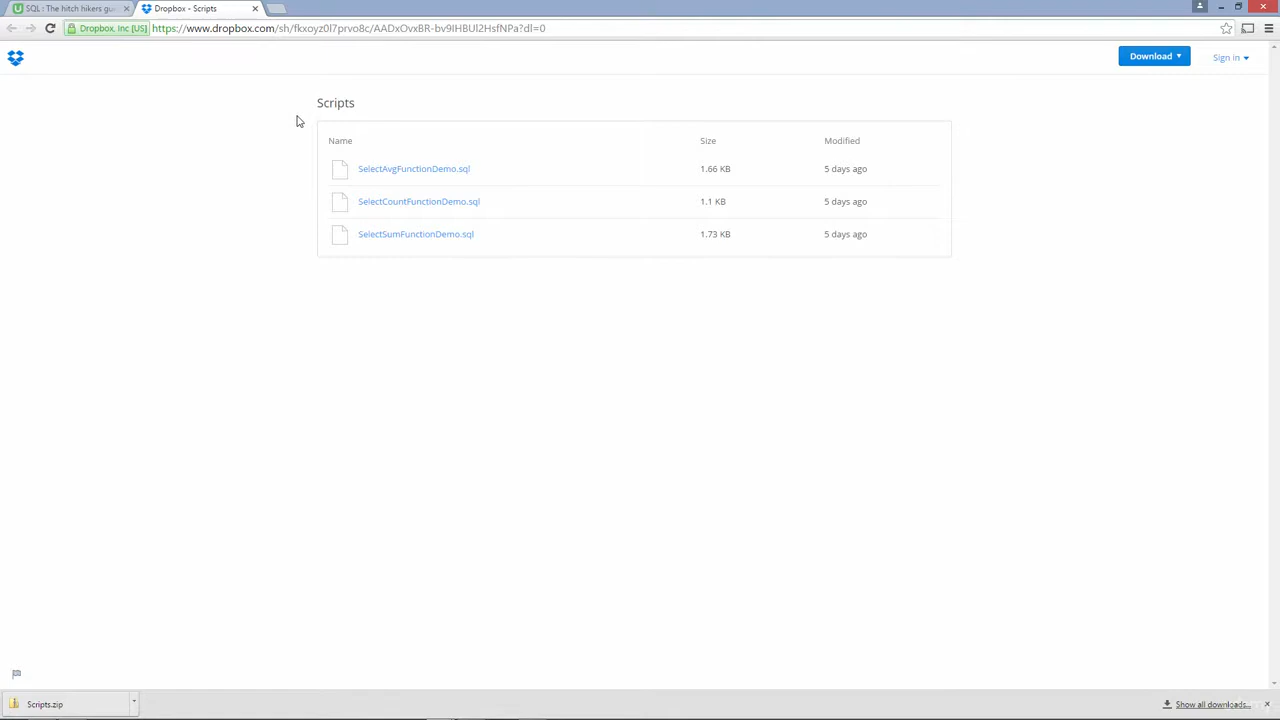 SQL : The hitch hikers gu
Dropbox - Scripts
Dropbox, Inc [US]
https://www.dropbox.com/sh/fkxoyz0l7prvo8c/AADxOvxBR-bv9IHBUl2HsfNPa?dl=0
Download
Sign in
Scripts
Name Size Modified
SelectAvgFunctionDemo.sql 1.66 KB 5 days ago
SelectCountFunctionDemo.sql 1.1 KB 5 days ago
SelectSumFunctionDemo.sql 1.73 KB 5 days ago
Scripts.zip
Show all downloads...